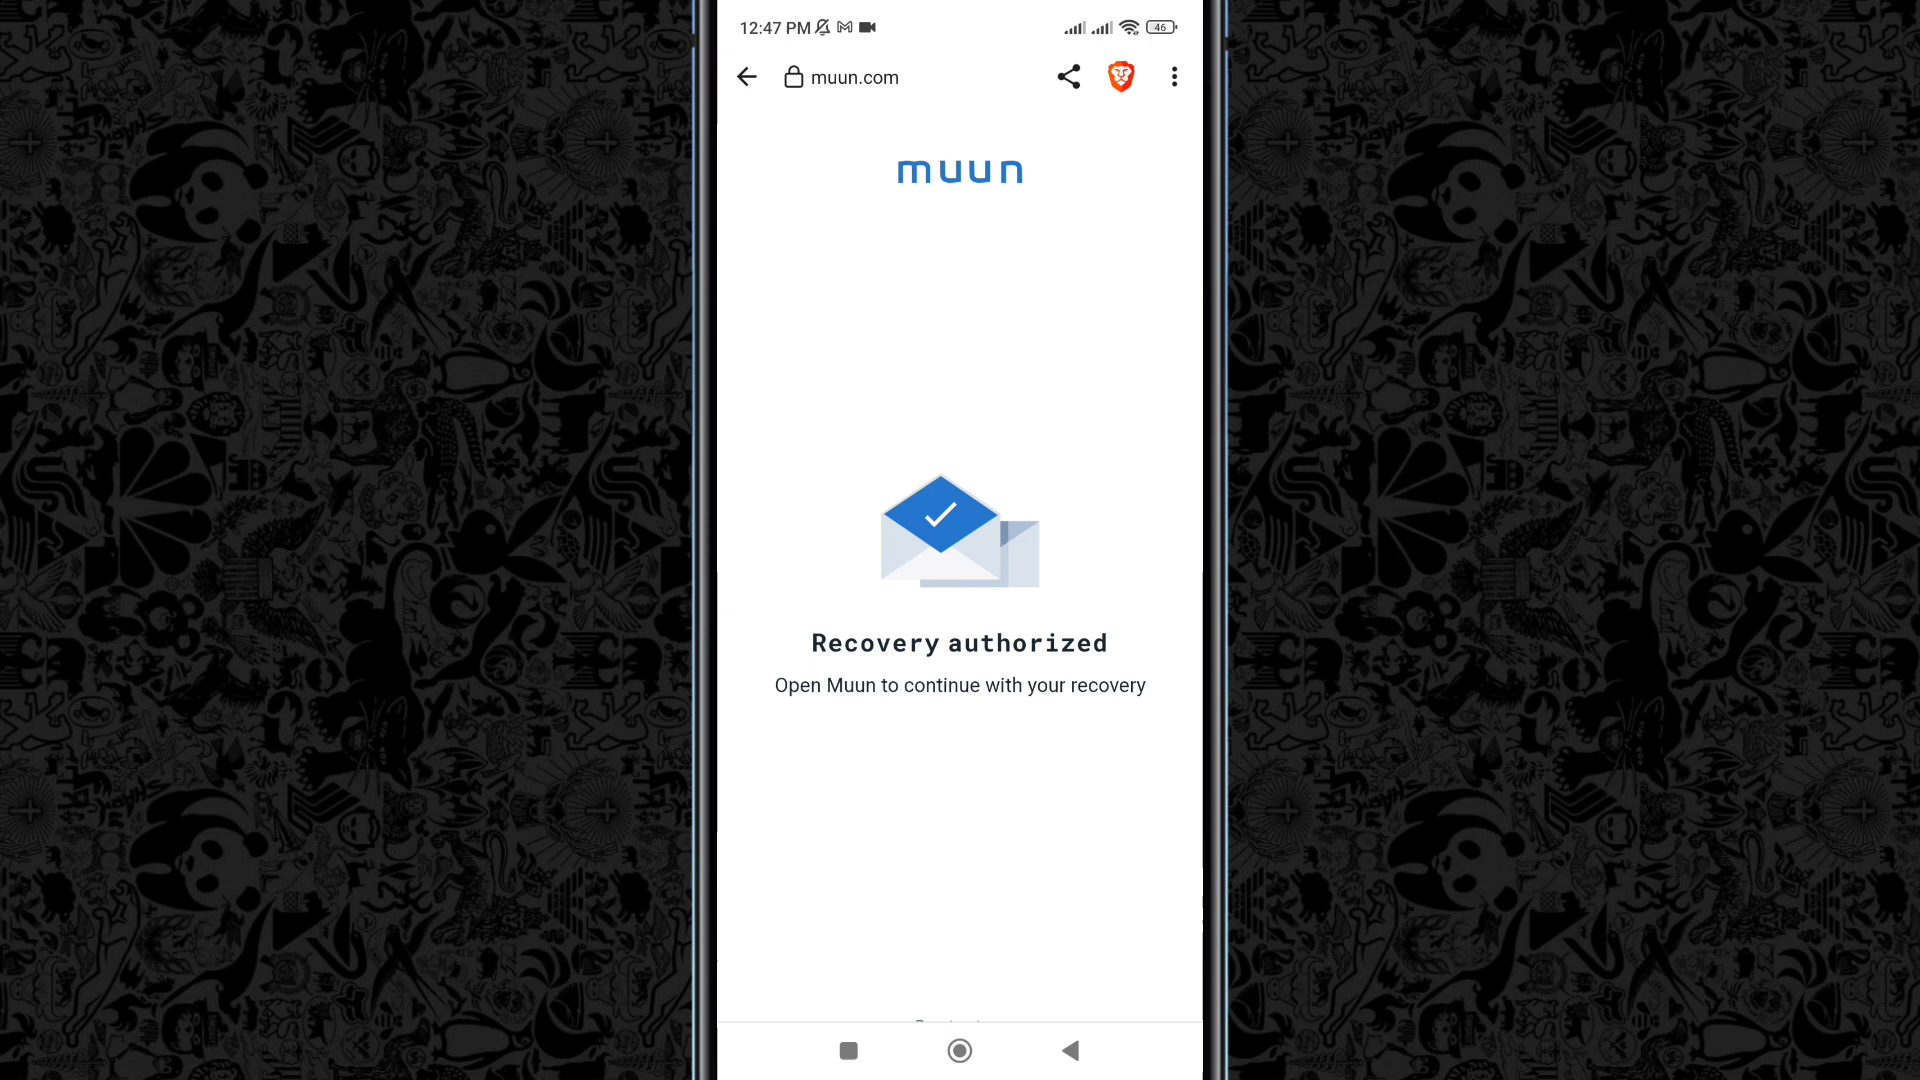 12:47 PM 46
muun.com
muun
Recovery authorized
Open Muun to continue with your recovery